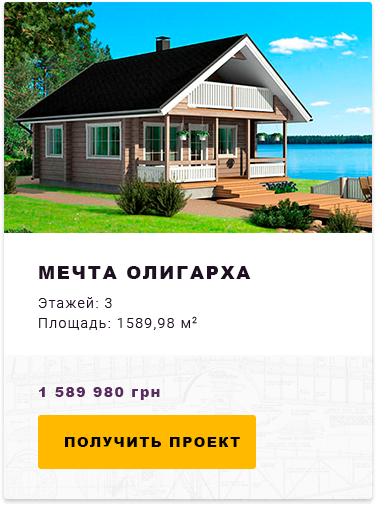 МЕЧТА ОЛИГАРХА
Этажей: 3
Площадь: 1589,98 м²
1 589 980 грн
ПОЛУЧИТЬ ПРОЕКТ